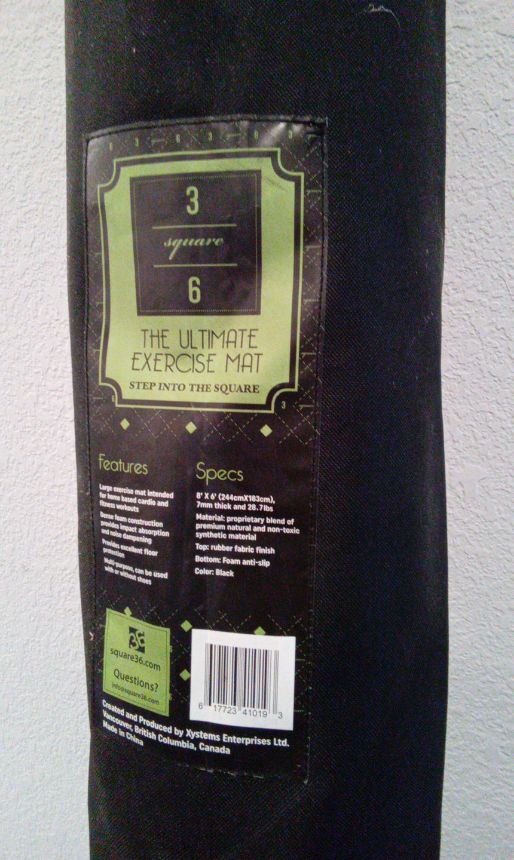 3
square
6
THE ULTIMATE
EXERCISE MAT
STEP INTO THE SQUARE
3
Features
Large exercise mat intended
for home based cardio and
fitness workouts
Dense foam construction
provides impact absorption
and noise dampening
Provides excellent floor
protection
Multi-purpose, can be used
with or without shoes
Specs
8' X 6' (244cmX183cm),
7mm thick and 28.7lbs
Material: proprietary blend of
premium natural and non-toxic
synthetic material
Top: rubber fabric finish
Bottom: Foam anti-slip
Color: Black
36
square36.com
Questions?
info@square36.com
6 17723 41019 3
Created and Produced by Xystems Enterprises Ltd.
Vancouver, British Columbia, Canada
Made in China